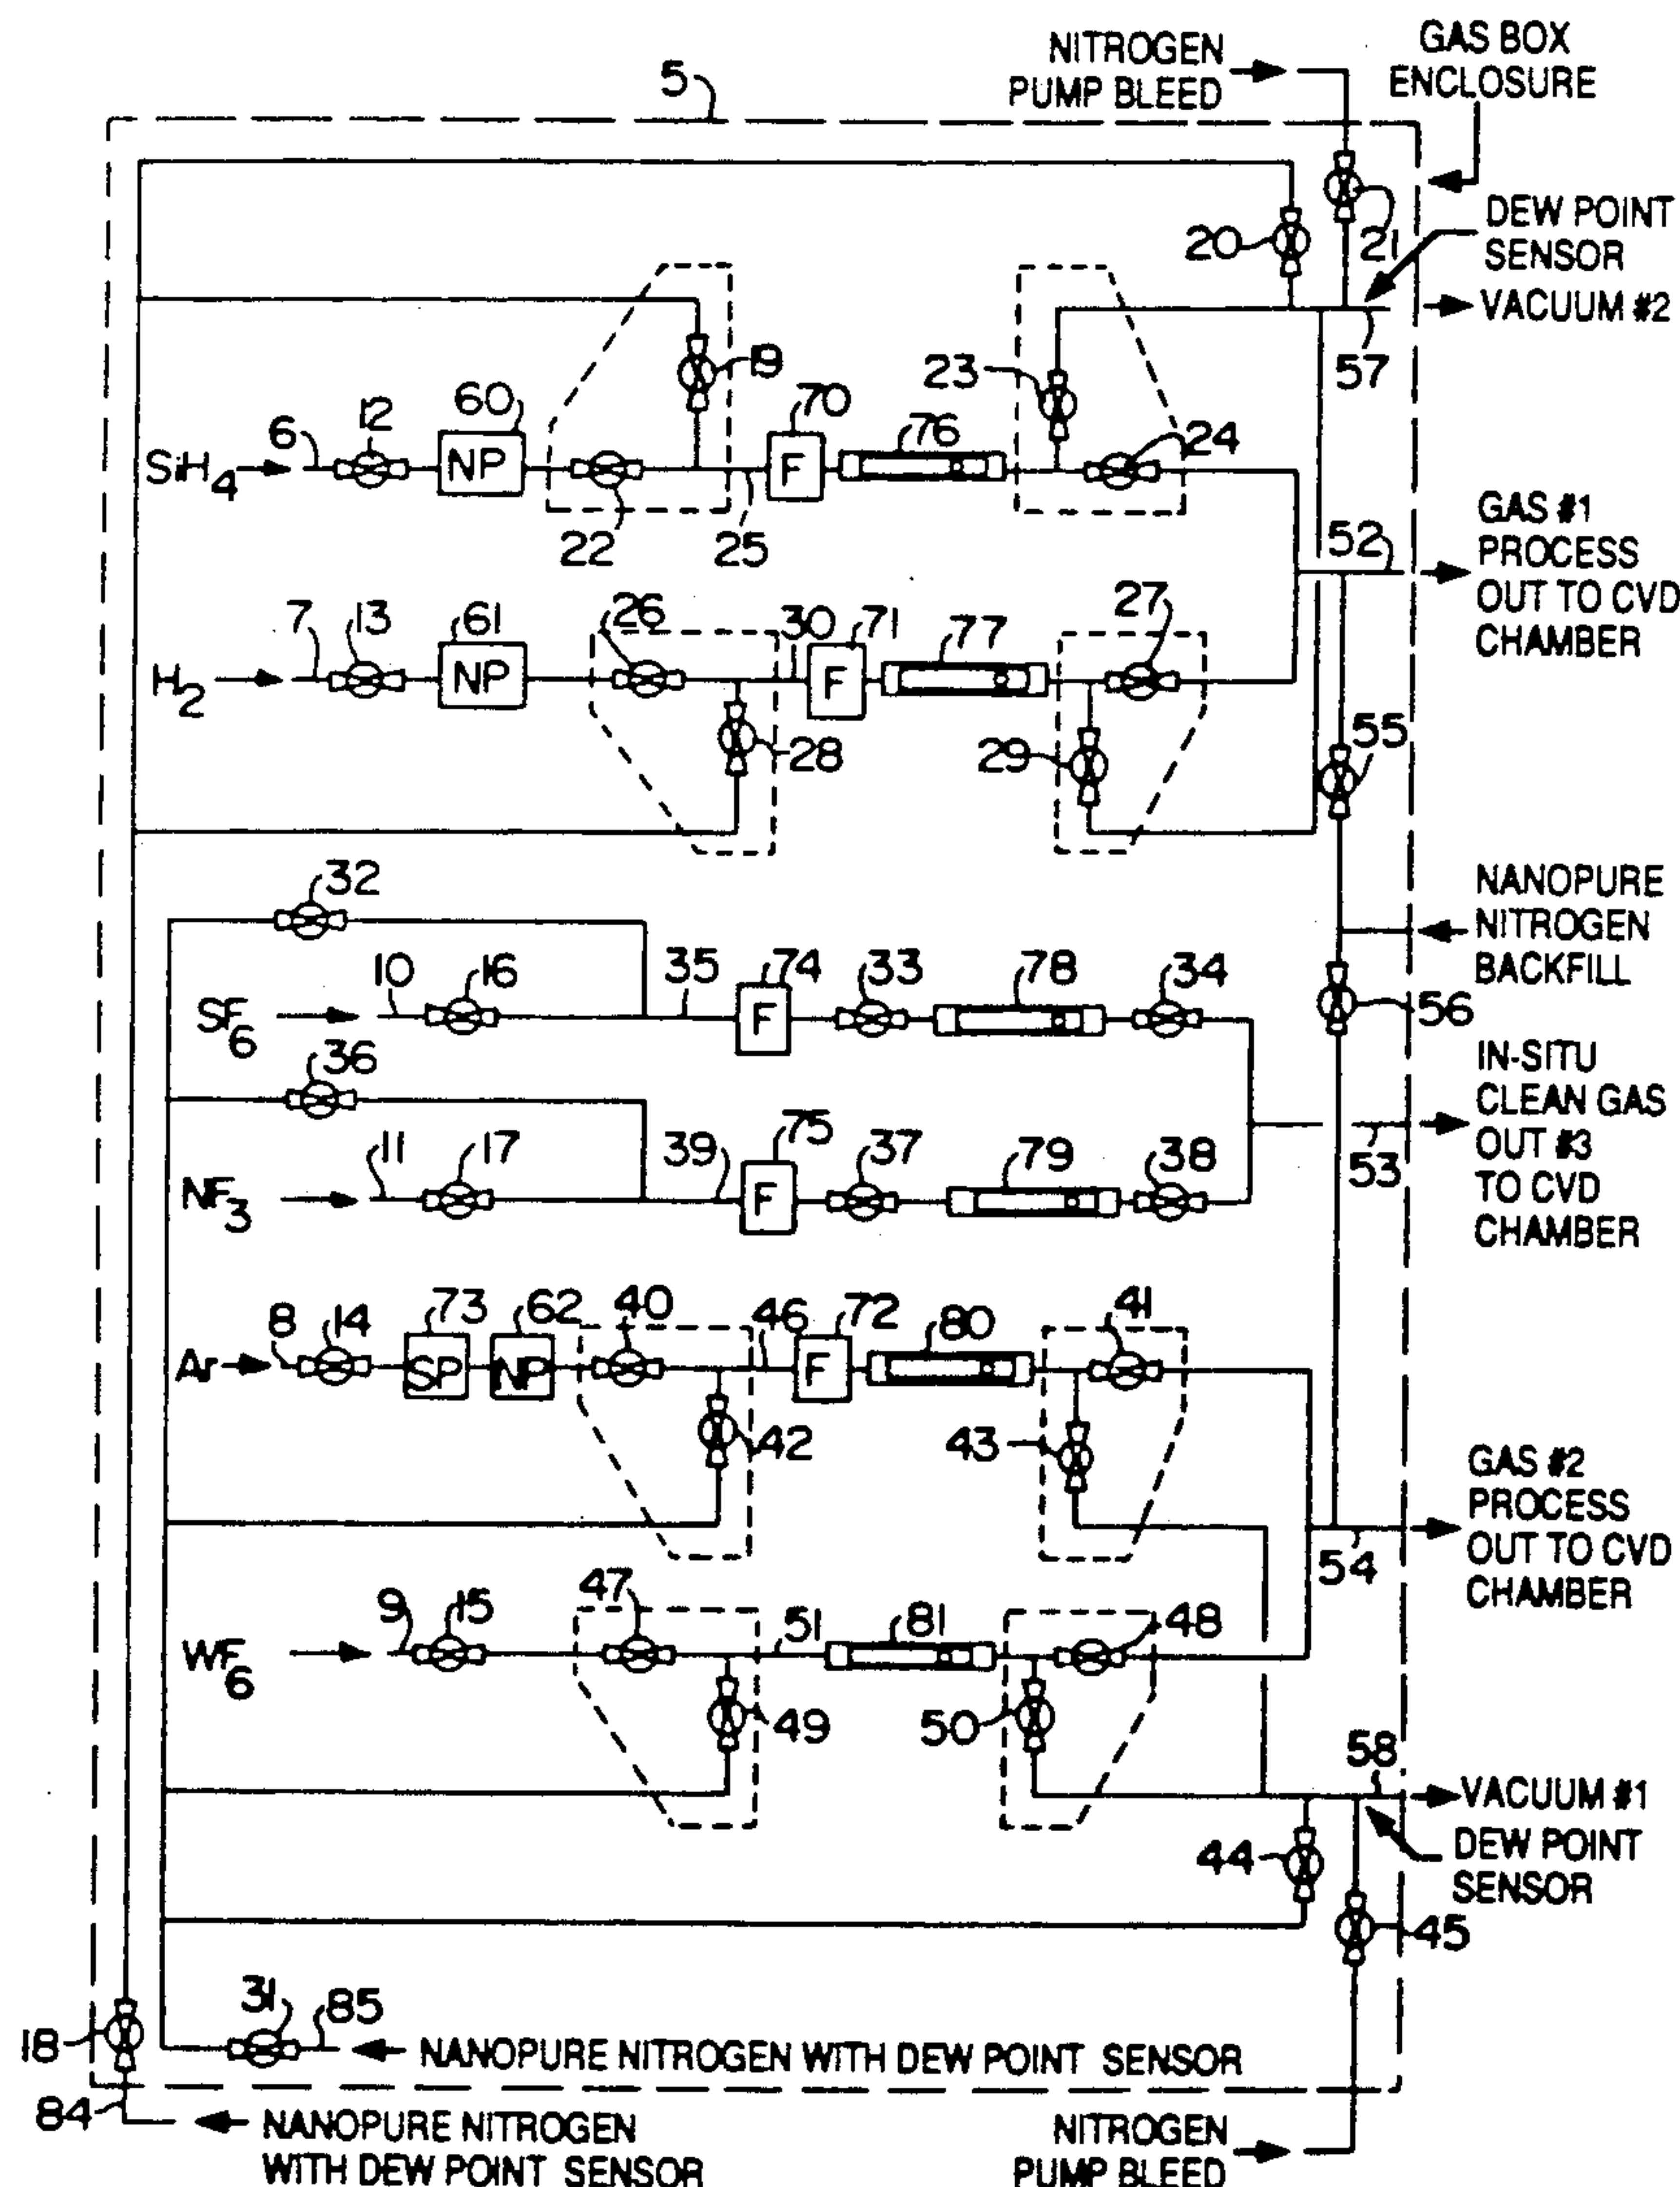 NITROGEN
PUMP BLEED
GAS BOX
ENCLOSURE
5
20
21
DEW POINT
SENSOR
VACUUM #2
57
19
23
SiH4
6
12
60
NP
22
25
70
F
76
24
GAS #1
PROCESS
OUT TO CVD
CHAMBER
52
H2
7
13
61
NP
26
28
30
71
F
77
29
27
55
32
NANOPURE
NITROGEN
BACKFILL
SF6
10
16
35
74
F
33
78
34
56
36
IN-SITU
CLEAN GAS
OUT #3
TO CVD
CHAMBER
53
NF3
11
17
39
75
F
37
79
38
Ar
8
14
73
SP
62
NP
40
42
46
72
F
80
43
41
GAS #2
PROCESS
OUT TO CVD
CHAMBER
54
WF6
9
15
47
49
51
81
50
48
58
VACUUM #1
DEW POINT
SENSOR
44
45
18
31
85
NANOPURE NITROGEN WITH DEW POINT SENSOR
84
NANOPURE NITROGEN
WITH DEW POINT SENSOR
NITROGEN
PUMP BLEED